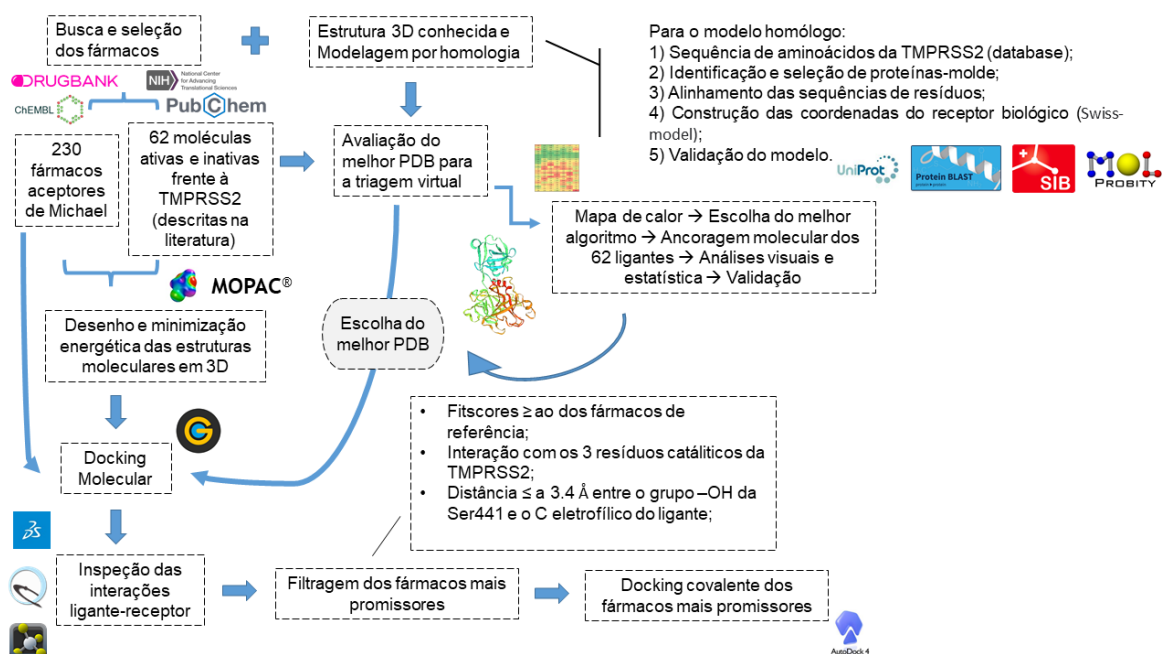 Busca e seleção
dos fármacos
Estrutura 3D conhecida e
Modelagem por homologia
Para o modelo homólogo:
1) Sequência de aminoácidos da TMPRSS2 (database);
2) Identificação e seleção de proteínas-molde;
3) Alinhamento das sequências de resíduos;
4) Construção das coordenadas do receptor biológico (Swiss-
model);
5) Validação do modelo.
UniProt
Protein BLAST
protein
protein
SIB
MOL
PROBITY
DRUGBANK
NIH
National Center
for Advancing
Translational Sciences
ChEMBL
PubChem
230
fármacos
aceptores
de Michael
62 moléculas
ativas e inativas
frente à
TMPRSS2
(descritas na
literatura)
Avaliação do
melhor PDB para
a triagem virtual
Mapa de calor → Escolha do melhor
algoritmo → Ancoragem molecular dos
62 ligantes → Análises visuais e
estatística → Validação
MOPAC®
Desenho e minimização
energética das estruturas
moleculares em 3D
Escolha do
melhor PDB
• Fitscores ≥ ao dos fármacos de
referência;
• Interação com os 3 resíduos catálíticos da
TMPRSS2;
• Distância ≤ a 3.4 Å entre o grupo –OH da
Ser441 e o C eletrofílico do ligante;
Docking
Molecular
DS
Inspeção das
interações
ligante-receptor
Filtragem dos fármacos mais
promissores
Docking covalente dos
fármacos mais promissores
AutoDock 4